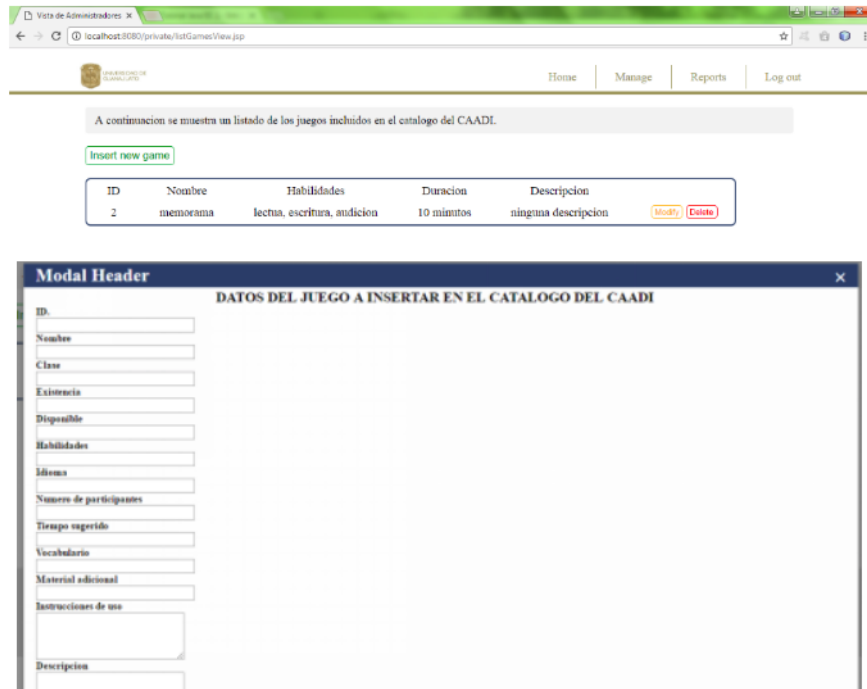 Vista de Administradores
localhost:8080/private/listGamesView.jsp
UNIVERSIDAD DE
GUANAJUATO
Home Manage Reports Log out
A continuacion se muestra un listado de los juegos incluidos en el catalogo del CAADI.
Insert new game
ID Nombre Habilidades Duracion Descripcion
2 memorama lectua, escritura, audicion 10 minutos ninguna descripcion Modify Delete
Modal Header
DATOS DEL JUEGO A INSERTAR EN EL CATALOGO DEL CAADI
ID.
Nombre
Clase
Existencia
Disponible
Habilidades
Idioma
Numero de participantes
Tiempo sugerido
Vocabulario
Material adicional
Instrucciones de uso
Descripcion